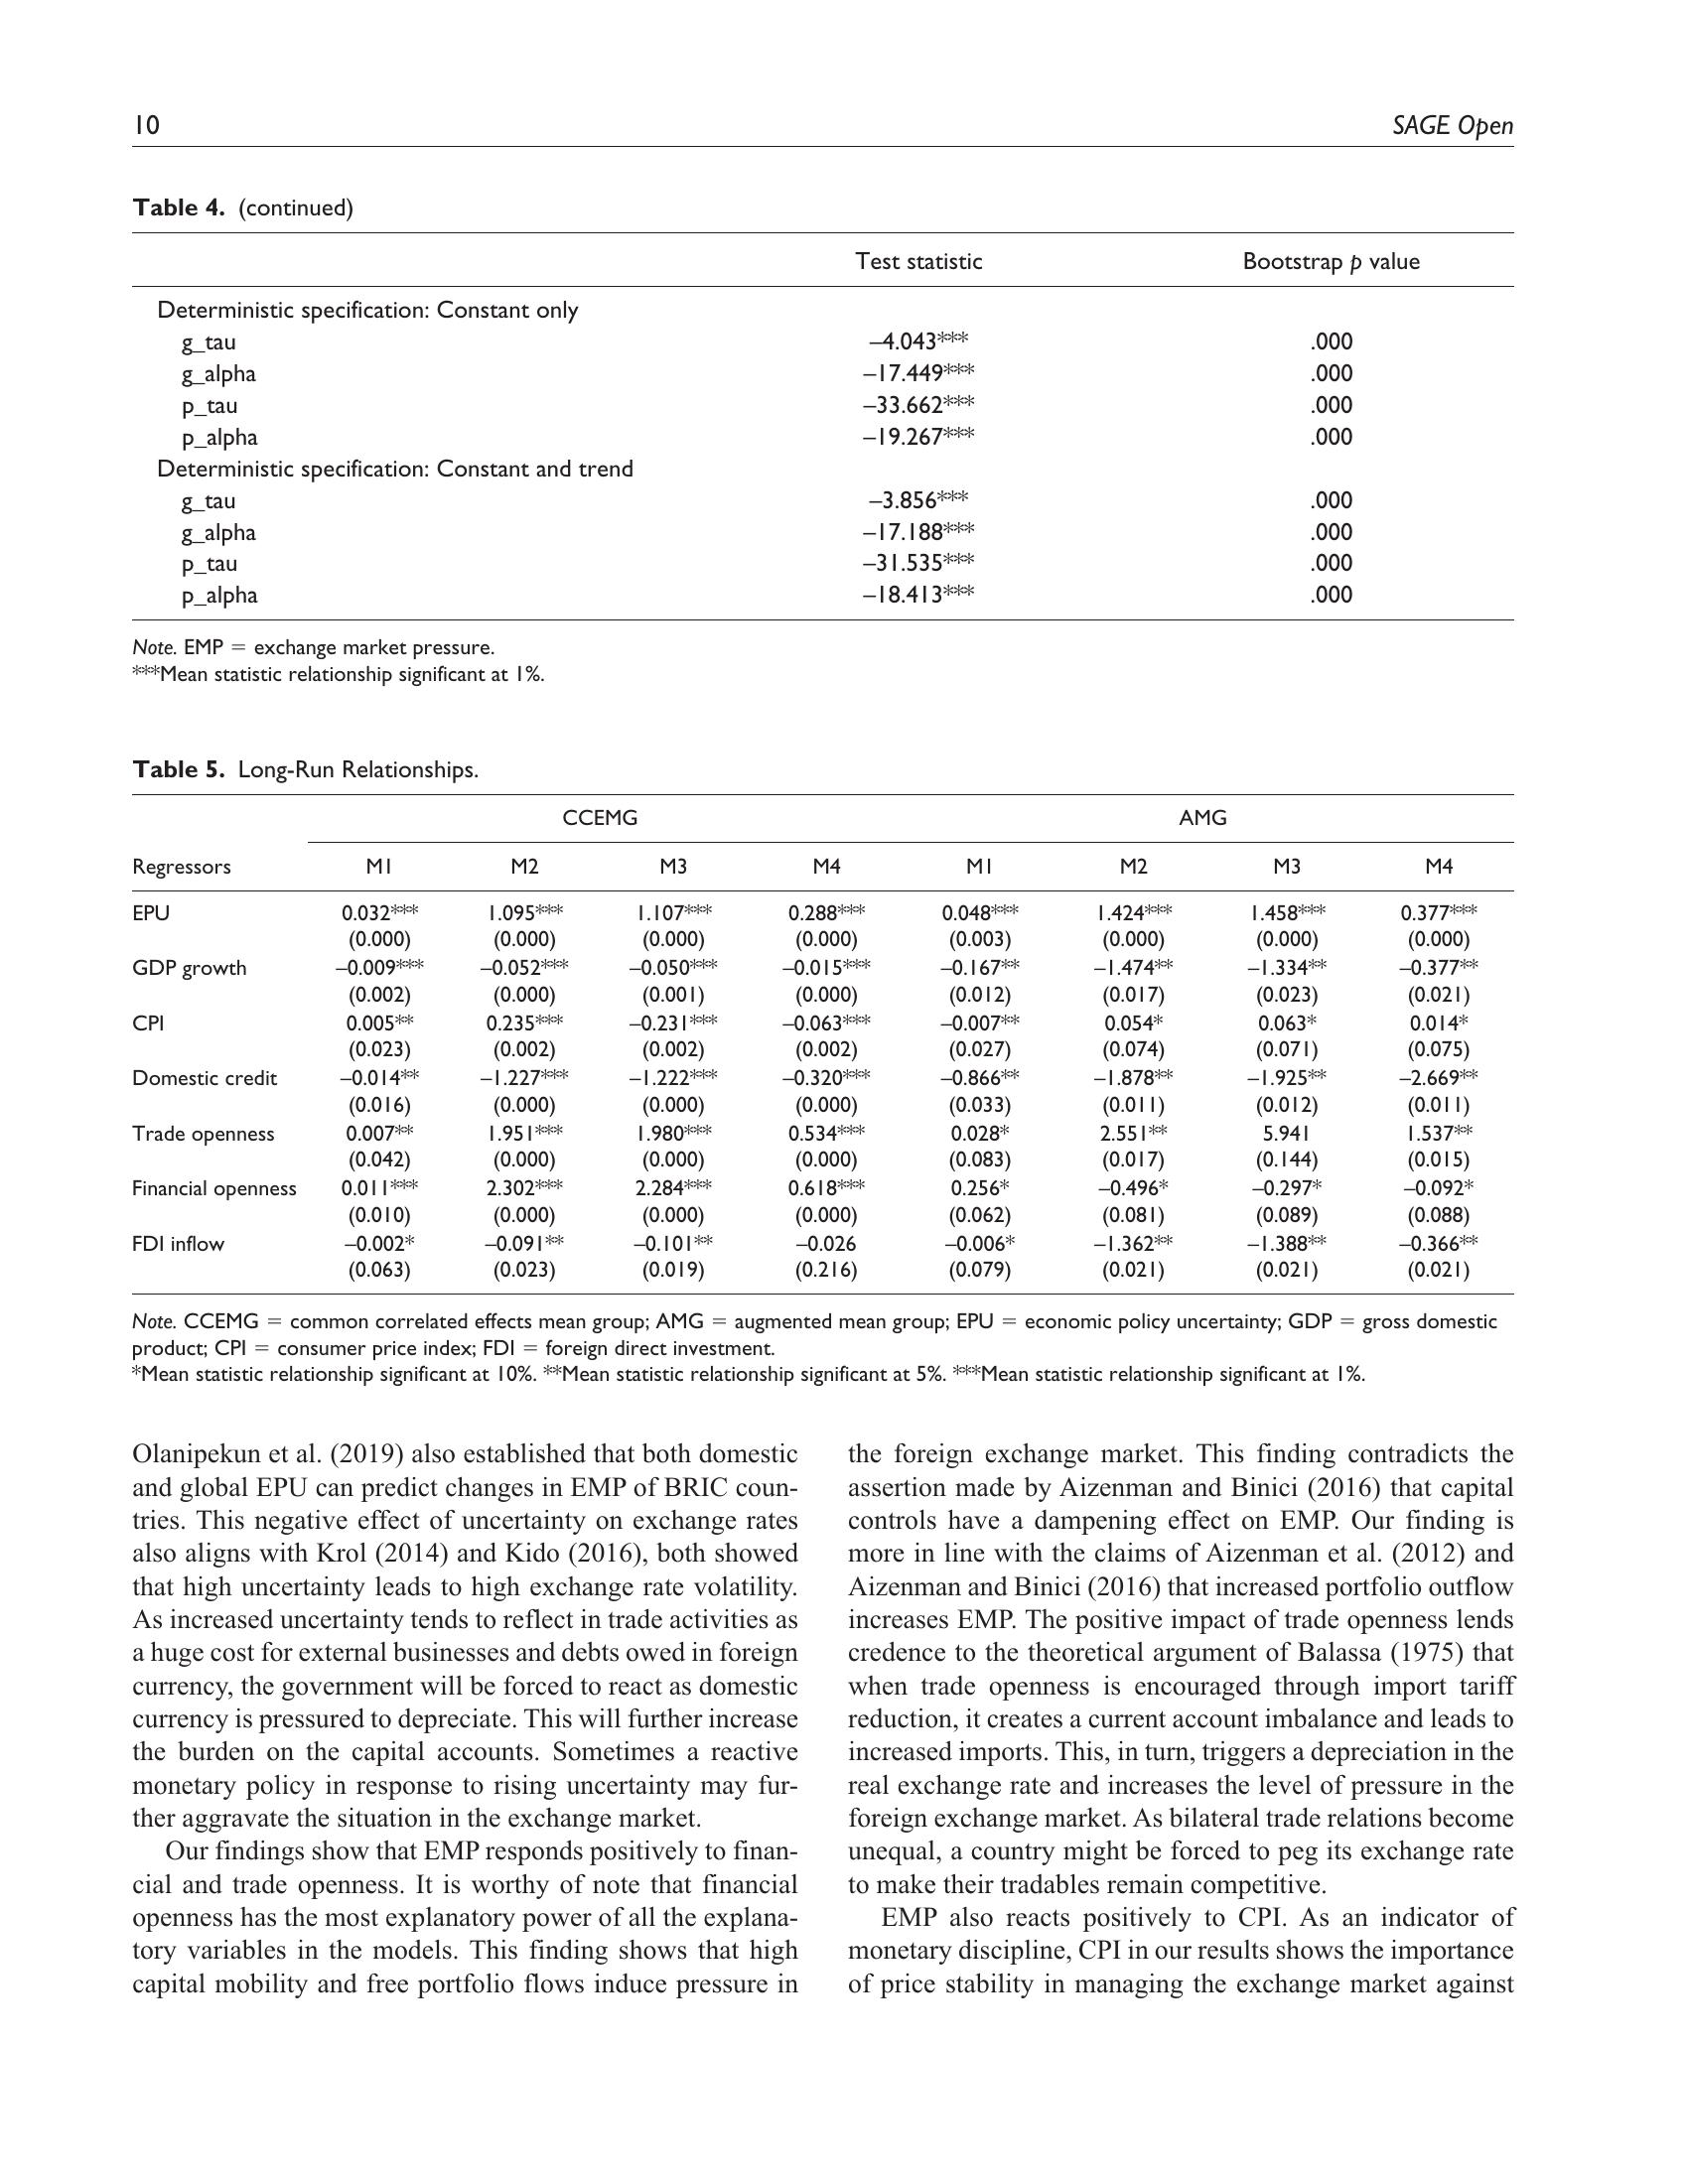 10 SAGE Open
Table 4. (continued)
Test statistic Bootstrap p value
Deterministic specification: Constant only
g_tau –4.043*** .000
g_alpha –17.449*** .000
p_tau –33.662*** .000
p_alpha –19.267*** .000
Deterministic specification: Constant and trend
g_tau –3.856*** .000
g_alpha –17.188*** .000
p_tau –31.535*** .000
p_alpha –18.413*** .000
Note. EMP = exchange market pressure.
***Mean statistic relationship significant at 1%.
Table 5. Long-Run Relationships.
CCEMG AMG
Regressors M1 M2 M3 M4 M1 M2 M3 M4
EPU 0.032*** 1.095*** 1.107*** 0.288*** 0.048*** 1.424*** 1.458*** 0.377***
(0.000) (0.000) (0.000) (0.000) (0.003) (0.000) (0.000) (0.000)
GDP growth –0.009*** –0.052*** –0.050*** –0.015*** –0.167** –1.474** –1.334** –0.377**
(0.002) (0.000) (0.001) (0.000) (0.012) (0.017) (0.023) (0.021)
CPI 0.005** 0.235*** –0.231*** –0.063*** –0.007** 0.054* 0.063* 0.014*
(0.023) (0.002) (0.002) (0.002) (0.027) (0.074) (0.071) (0.075)
Domestic credit –0.014** –1.227*** –1.222*** –0.320*** –0.866** –1.878** –1.925** –2.669**
(0.016) (0.000) (0.000) (0.000) (0.033) (0.011) (0.012) (0.011)
Trade openness 0.007** 1.951*** 1.980*** 0.534*** 0.028* 2.551** 5.941 1.537**
(0.042) (0.000) (0.000) (0.000) (0.083) (0.017) (0.144) (0.015)
Financial openness 0.011*** 2.302*** 2.284*** 0.618*** 0.256* –0.496* –0.297* –0.092*
(0.010) (0.000) (0.000) (0.000) (0.062) (0.081) (0.089) (0.088)
FDI inflow –0.002* –0.091** –0.101** –0.026 –0.006* –1.362** –1.388** –0.366**
(0.063) (0.023) (0.019) (0.216) (0.079) (0.021) (0.021) (0.021)
Note. CCEMG = common correlated effects mean group; AMG = augmented mean group; EPU = economic policy uncertainty; GDP = gross domestic
product; CPI = consumer price index; FDI = foreign direct investment.
*Mean statistic relationship significant at 10%. **Mean statistic relationship significant at 5%. ***Mean statistic relationship significant at 1%.
Olanipekun et al. (2019) also established that both domestic
and global EPU can predict changes in EMP of BRIC coun-
tries. This negative effect of uncertainty on exchange rates
also aligns with Krol (2014) and Kido (2016), both showed
that high uncertainty leads to high exchange rate volatility.
As increased uncertainty tends to reflect in trade activities as
a huge cost for external businesses and debts owed in foreign
currency, the government will be forced to react as domestic
currency is pressured to depreciate. This will further increase
the burden on the capital accounts. Sometimes a reactive
monetary policy in response to rising uncertainty may fur-
ther aggravate the situation in the exchange market.
Our findings show that EMP responds positively to finan-
cial and trade openness. It is worthy of note that financial
openness has the most explanatory power of all the explana-
tory variables in the models. This finding shows that high
capital mobility and free portfolio flows induce pressure in
the foreign exchange market. This finding contradicts the
assertion made by Aizenman and Binici (2016) that capital
controls have a dampening effect on EMP. Our finding is
more in line with the claims of Aizenman et al. (2012) and
Aizenman and Binici (2016) that increased portfolio outflow
increases EMP. The positive impact of trade openness lends
credence to the theoretical argument of Balassa (1975) that
when trade openness is encouraged through import tariff
reduction, it creates a current account imbalance and leads to
increased imports. This, in turn, triggers a depreciation in the
real exchange rate and increases the level of pressure in the
foreign exchange market. As bilateral trade relations become
unequal, a country might be forced to peg its exchange rate
to make their tradables remain competitive.
EMP also reacts positively to CPI. As an indicator of
monetary discipline, CPI in our results shows the importance
of price stability in managing the exchange market against